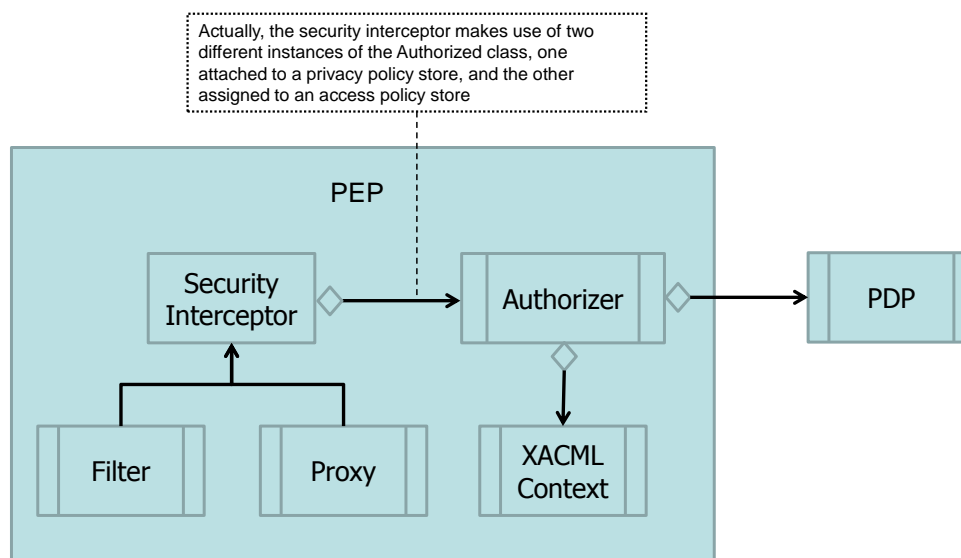 Actually, the security interceptor makes use of two
different instances of the Authorized class, one
attached to a privacy policy store, and the other
assigned to an access policy store
PEP
Security
Interceptor
Authorizer
PDP
Filter
Proxy
XACML
Context